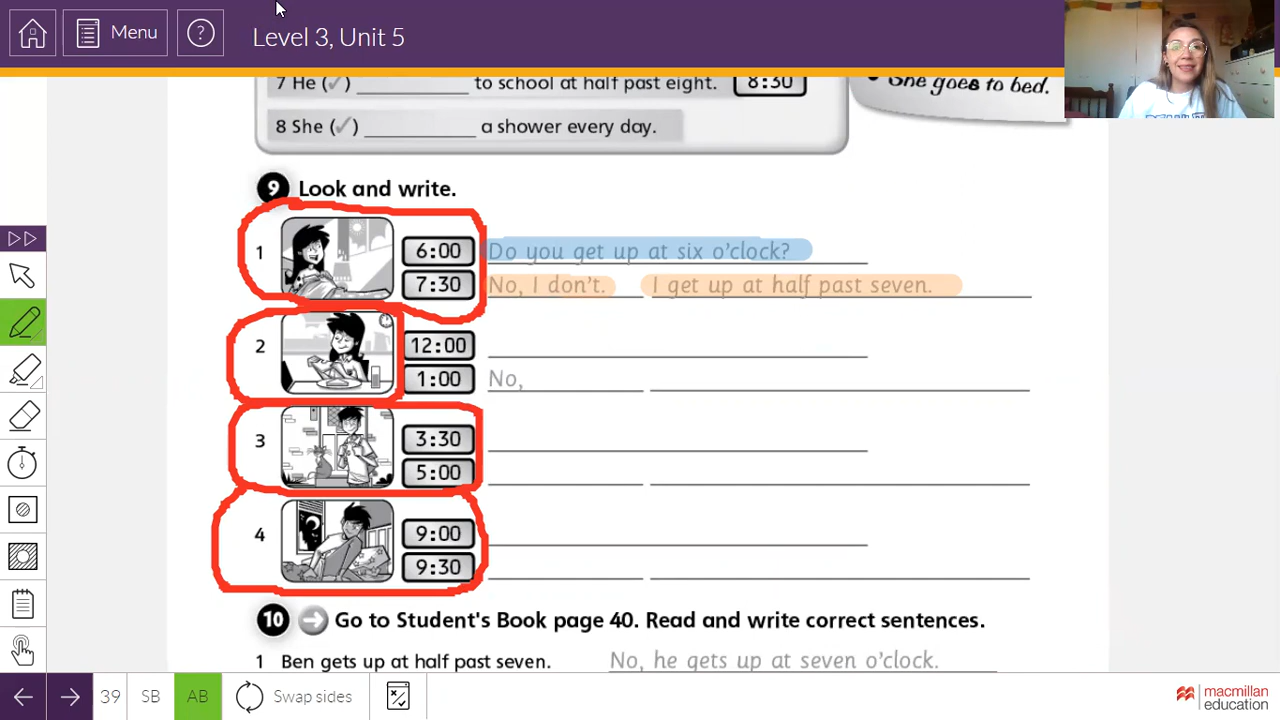 Menu
?
Level 3, Unit 5
7 He (✓) __________ to school at half past eight. 8:30
She goes to bed.
8 She (✓) __________ a shower every day.
9 Look and write.
1 6:00 Do you get up at six o'clock?
7:30 No, I don't. I get up at half past seven.
2 12:00
1:00 No,
3 3:30
5:00
4 9:00
9:30
10 Go to Student's Book page 40. Read and write correct sentences.
1 Ben gets up at half past seven. No, he gets up at seven o'clock.
39 SB AB Swap sides
macmillan
education